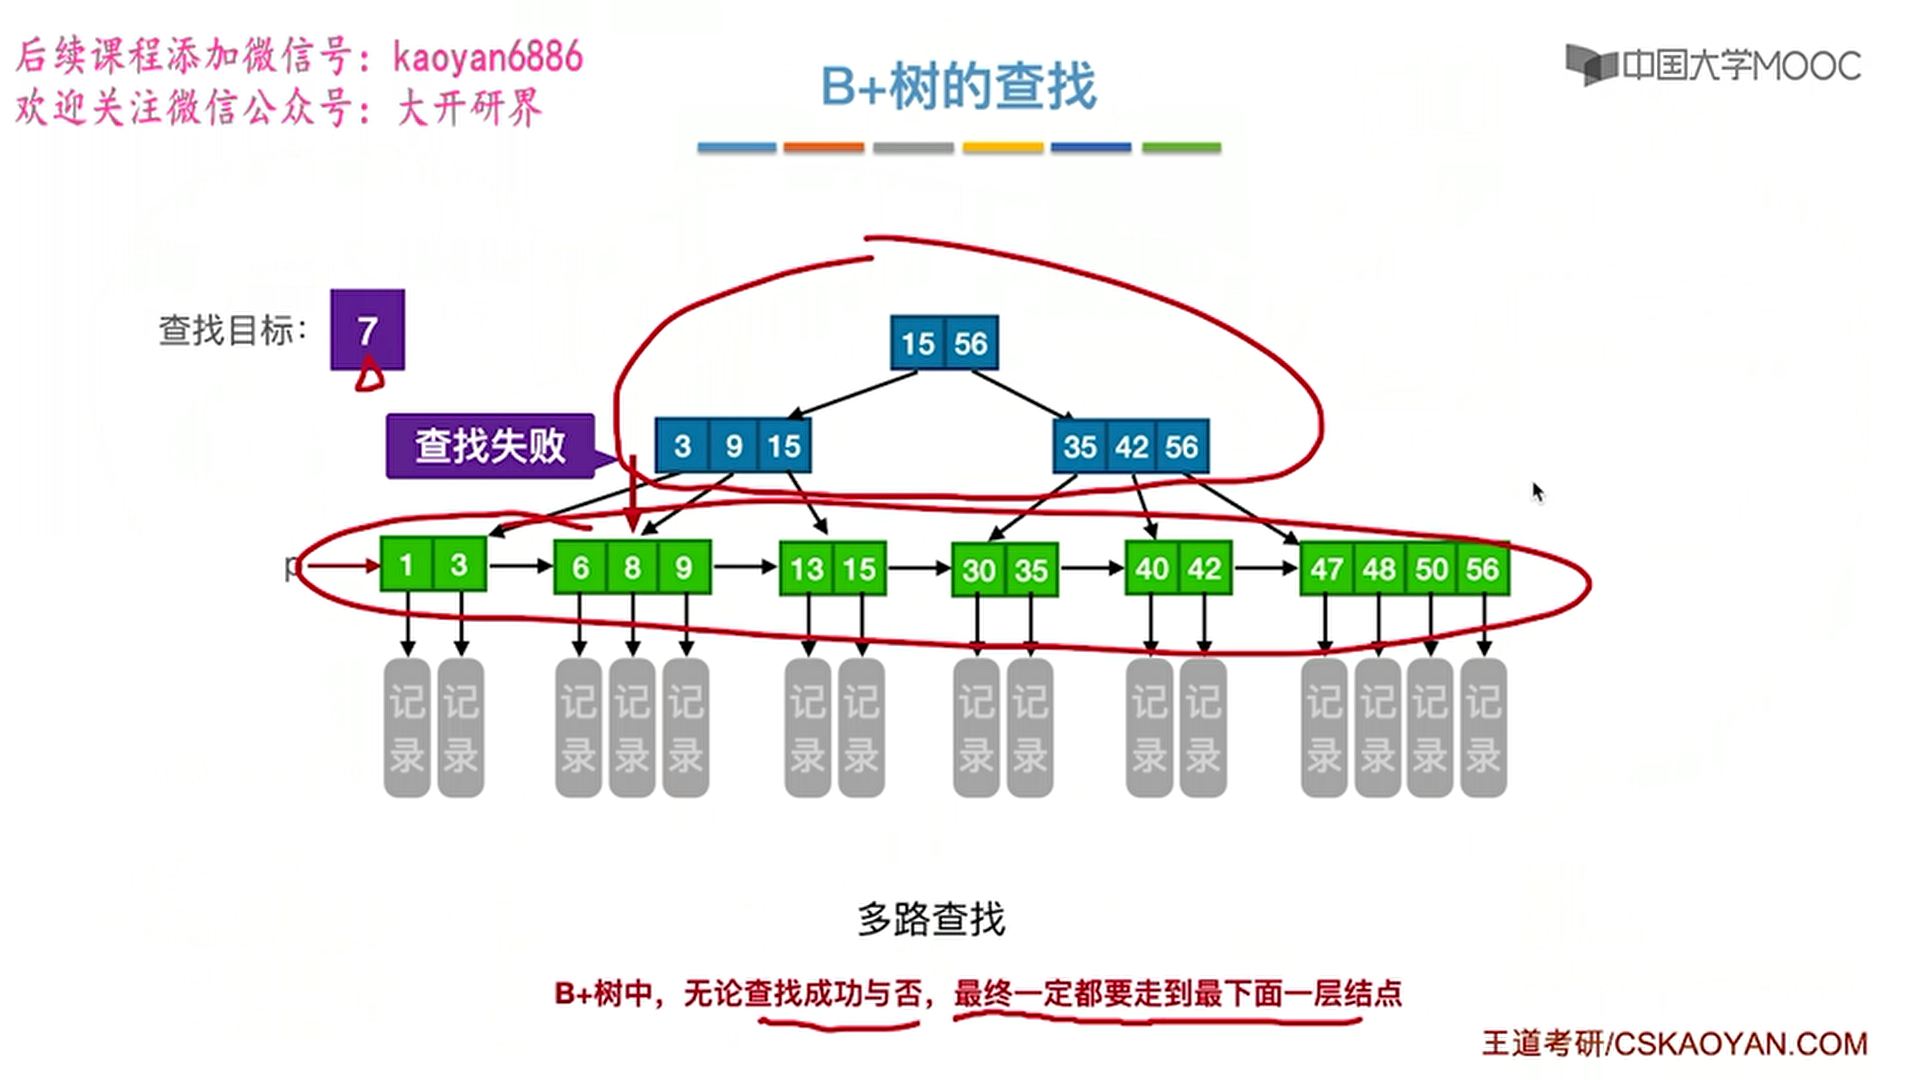 后续课程添加微信号：kaoyan6886
欢迎关注微信公众号：大开研界
中国大学MOOC
B+树的查找
查找目标：
7
15 56
查找失败
3 9 15
35 42 56
p
1 3
6 8 9
13 15
30 35
40 42
47 48 50 56
记录 记录 记录 记录 记录 记录 记录 记录 记录 记录 记录 记录 记录 记录 记录
多路查找
B+树中，无论查找成功与否，最终一定都要走到最下面一层结点
王道考研/CSKAOYAN.COM